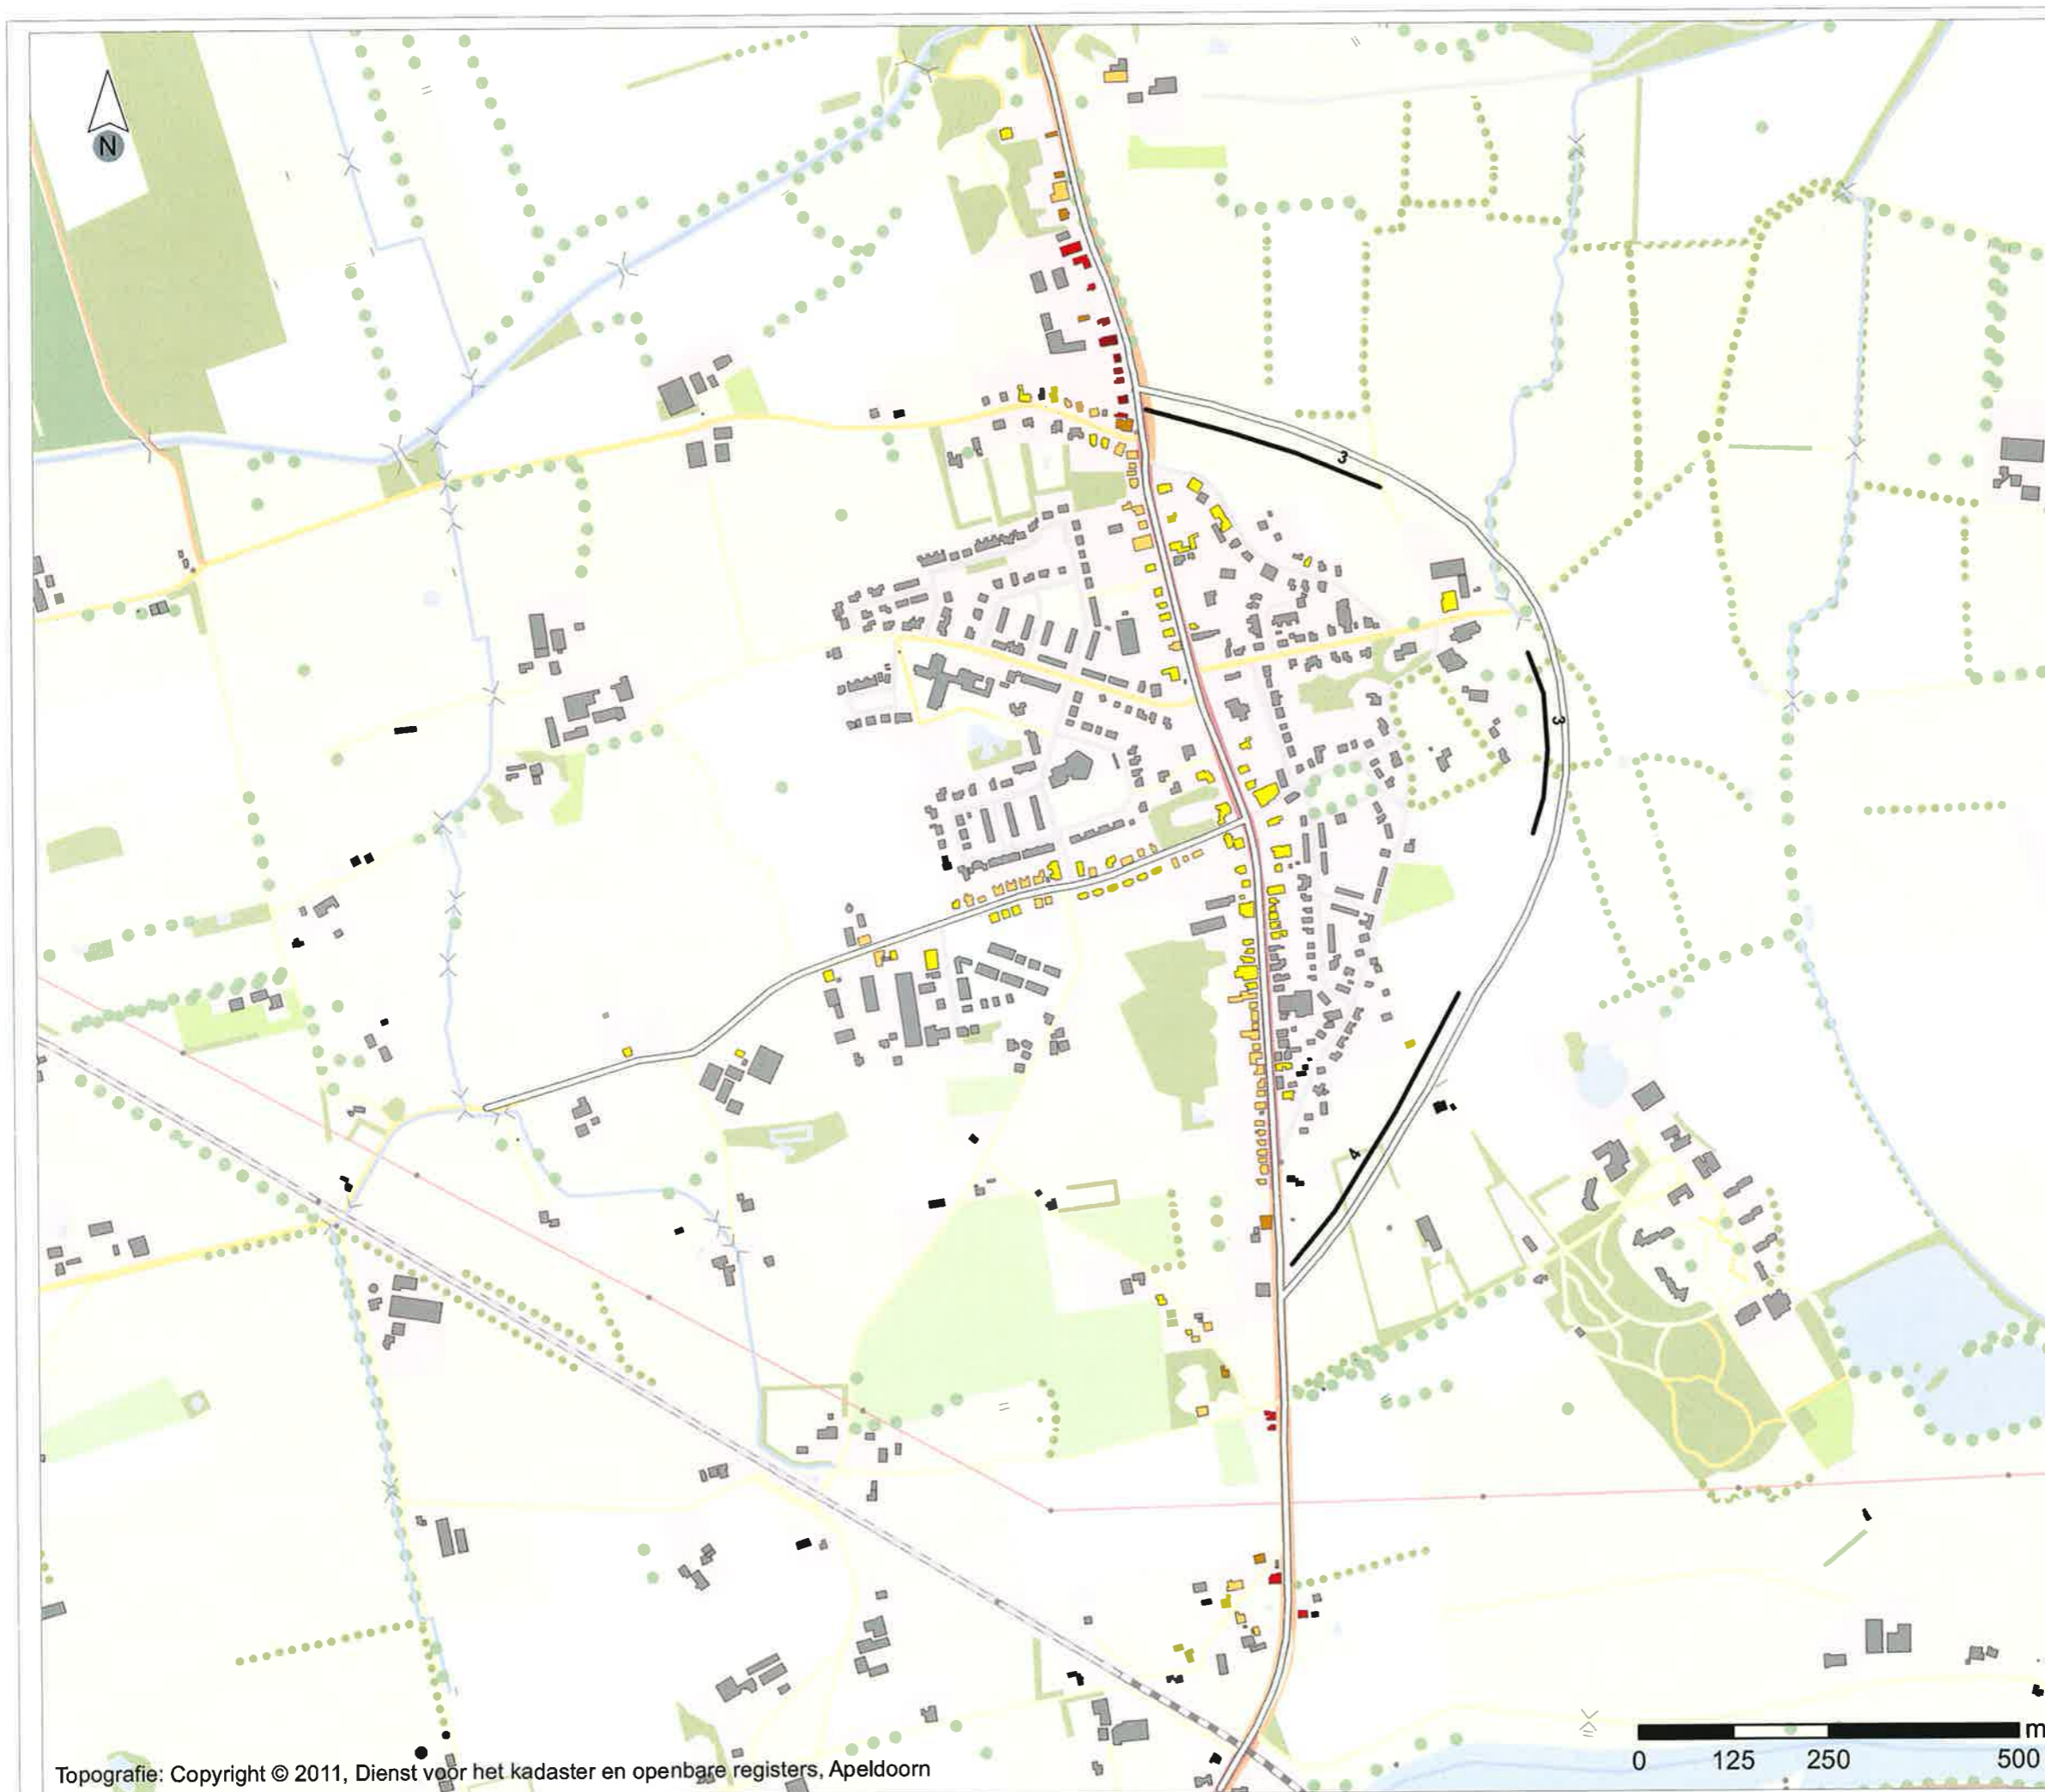 N
3
3
4
m
0 125 250 500
Topografie: Copyright © 2011, Dienst voor het kadaster en openbare registers, Apeldoorn